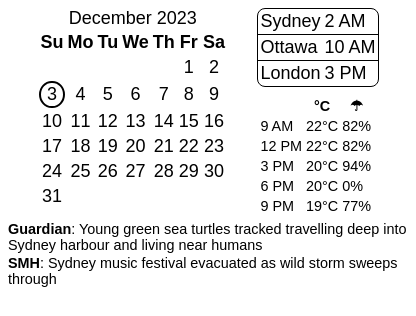 December 2023
Su Mo Tu We Th Fr Sa
1 2
3 4 5 6 7 8 9
10 11 12 13 14 15 16
17 18 19 20 21 22 23
24 25 26 27 28 29 30
31
Sydney 2 AM
Ottawa 10 AM
London 3 PM
°C ☂
9 AM 22°C 82%
12 PM 22°C 82%
3 PM 20°C 94%
6 PM 20°C 0%
9 PM 19°C 77%
Guardian: Young green sea turtles tracked travelling deep into
Sydney harbour and living near humans
SMH: Sydney music festival evacuated as wild storm sweeps
through